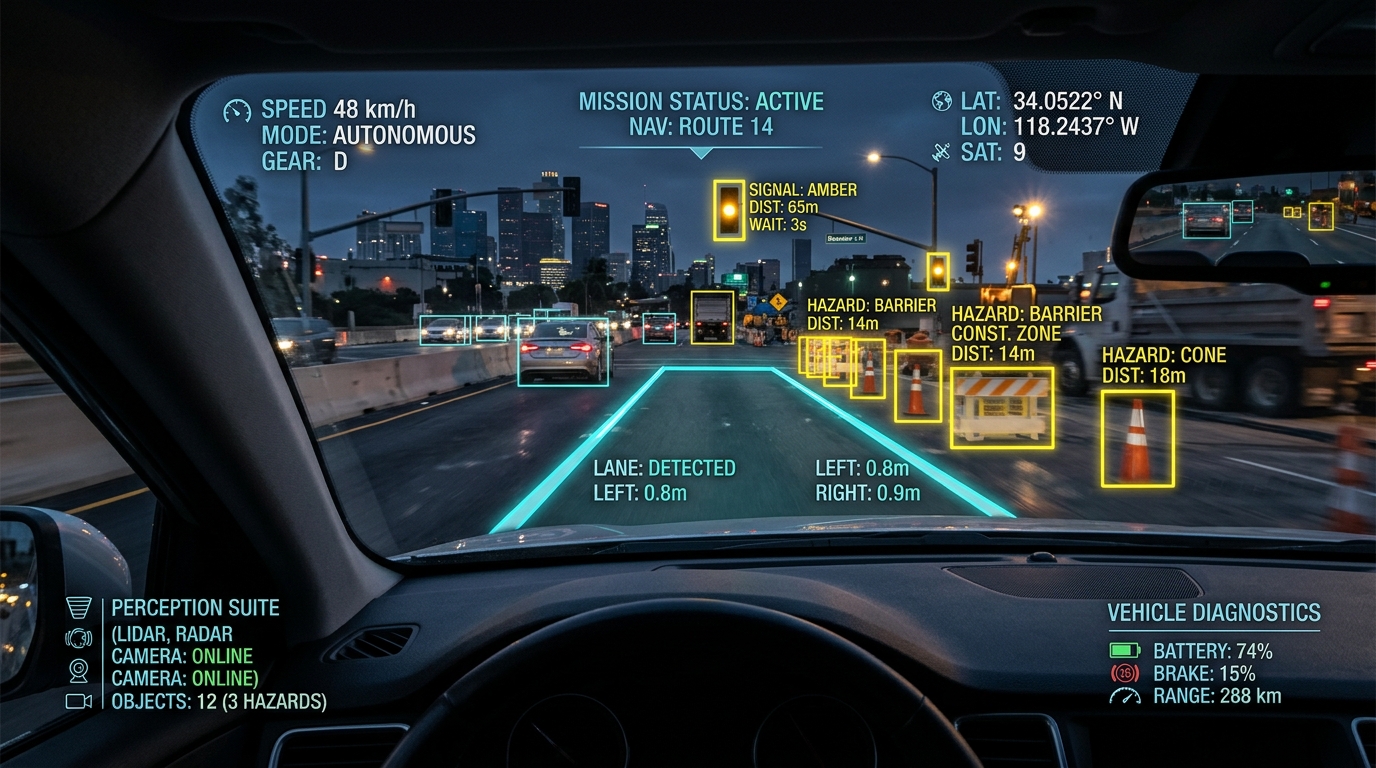 SPEED 48 km/h
MODE: AUTONOMOUS
GEAR: D
MISSION STATUS: ACTIVE
NAV: ROUTE 14
LAT: 34.0522° N
LON: 118.2437° W
SAT: 9
SIGNAL: AMBER
DIST: 65m
WAIT: 3s
HAZARD: BARRIER
DIST: 14m
HAZARD: BARRIER
CONST. ZONE
DIST: 14m
HAZARD: CONE
DIST: 18m
LANE: DETECTED
LEFT: 0.8m
LEFT: 0.8m
RIGHT: 0.9m
PERCEPTION SUITE
(LIDAR, RADAR
CAMERA: ONLINE
CAMERA: ONLINE)
OBJECTS: 12 (3 HAZARDS)
VEHICLE DIAGNOSTICS
BATTERY: 74%
BRAKE: 15%
RANGE: 288 km